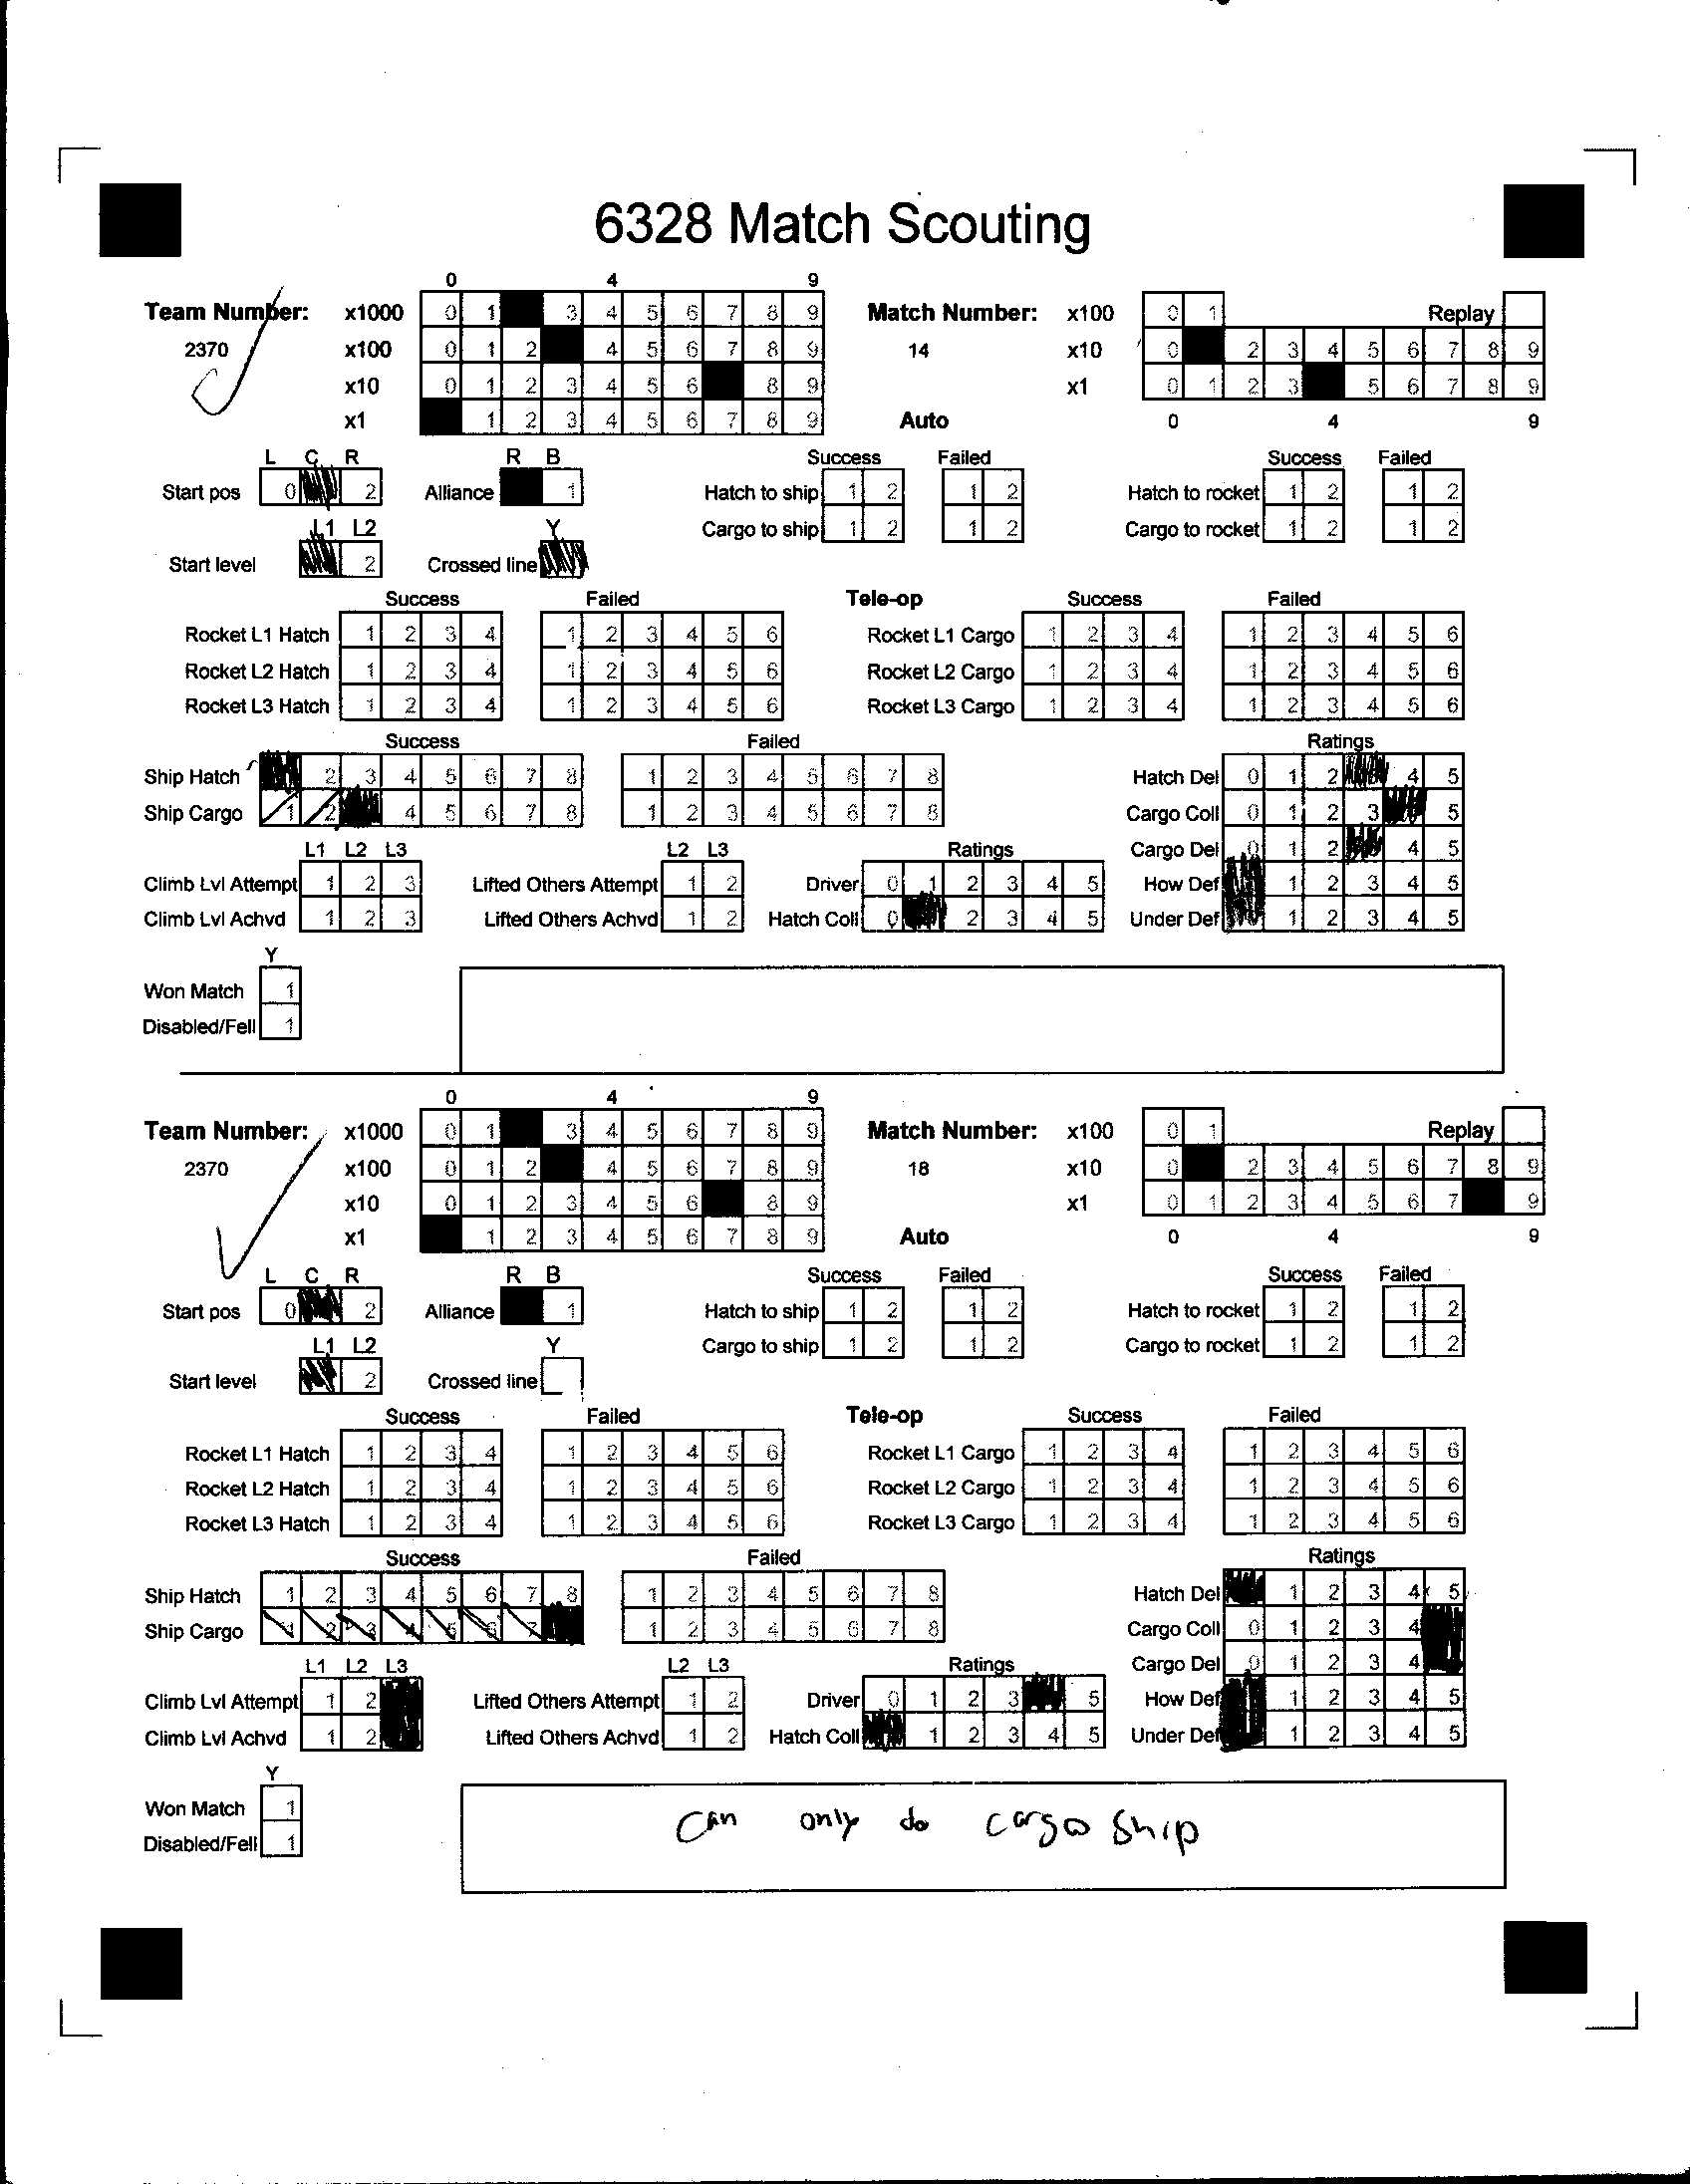 6328 Match Scouting
0 4 9
Team Number: x1000 0 1 3 4 5 6 7 8 9 Match Number: x100 0 1 Replay
2370 x100 0 1 2 4 5 6 7 8 9 14 x10 0 2 3 4 5 6 7 8 9
x10 0 1 2 3 4 5 6 8 9 x1 0 1 2 3 5 6 7 8 9
x1 1 2 3 4 5 6 7 8 9 Auto 0 4 9
L C R R B Success Failed Success Failed
Start pos 0 2 Alliance 1 Hatch to ship 1 2 1 2 Hatch to rocket 1 2 1 2
L1 L2 Y Cargo to ship 1 2 1 2 Cargo to rocket 1 2 1 2
Start level 2 Crossed line
Success Failed Tele-op Success Failed
Rocket L1 Hatch 1 2 3 4 1 2 3 4 5 6 Rocket L1 Cargo 1 2 3 4 1 2 3 4 5 6
Rocket L2 Hatch 1 2 3 4 1 2 3 4 5 6 Rocket L2 Cargo 1 2 3 4 1 2 3 4 5 6
Rocket L3 Hatch 1 2 3 4 1 2 3 4 5 6 Rocket L3 Cargo 1 2 3 4 1 2 3 4 5 6
Success Failed Ratings
Ship Hatch 2 3 4 5 6 7 8 1 2 3 4 5 6 7 8 Hatch Del 0 1 2 4 5
Ship Cargo 1 2 4 5 6 7 8 1 2 3 4 5 6 7 8 Cargo Coll 0 1 2 3 5
L1 L2 L3 L2 L3 Ratings Cargo Del 0 1 2 4 5
Climb Lvl Attempt 1 2 3 Lifted Others Attempt 1 2 Driver 0 1 2 3 4 5 How Def 1 2 3 4 5
Climb Lvl Achvd 1 2 3 Lifted Others Achvd 1 2 Hatch Coll 0 2 3 4 5 Under Def 1 2 3 4 5
Y
Won Match 1
Disabled/Fell 1
0 4 9
Team Number: x1000 0 1 3 4 5 6 7 8 9 Match Number: x100 0 1 Replay
2370 x100 0 1 2 4 5 6 7 8 9 18 x10 0 2 3 4 5 6 7 8 9
x10 0 1 2 3 4 5 6 8 9 x1 0 1 2 3 4 5 6 7 9
x1 1 2 3 4 5 6 7 8 9 Auto 0 4 9
L C R R B Success Failed Success Failed
Start pos 0 2 Alliance 1 Hatch to ship 1 2 1 2 Hatch to rocket 1 2 1 2
L1 L2 Y Cargo to ship 1 2 1 2 Cargo to rocket 1 2 1 2
Start level 2 Crossed line
Success Failed Tele-op Success Failed
Rocket L1 Hatch 1 2 3 4 1 2 3 4 5 6 Rocket L1 Cargo 1 2 3 4 1 2 3 4 5 6
Rocket L2 Hatch 1 2 3 4 1 2 3 4 5 6 Rocket L2 Cargo 1 2 3 4 1 2 3 4 5 6
Rocket L3 Hatch 1 2 3 4 1 2 3 4 5 6 Rocket L3 Cargo 1 2 3 4 1 2 3 4 5 6
Success Failed Ratings
Ship Hatch 1 2 3 4 5 6 7 8 1 2 3 4 5 6 7 8 Hatch Del 1 2 3 4 5
Ship Cargo 1 2 3 4 5 6 7 1 2 3 4 5 6 7 8 Cargo Coll 0 1 2 3 4
L1 L2 L3 L2 L3 Ratings Cargo Del 0 1 2 3 4
Climb Lvl Attempt 1 2 Lifted Others Attempt 1 2 Driver 0 1 2 3 5 How Def 1 2 3 4 5
Climb Lvl Achvd 1 2 Lifted Others Achvd 1 2 Hatch Coll 1 2 3 4 5 Under Def 1 2 3 4 5
Y
Won Match 1
Disabled/Fell 1
Can only do cargo ship